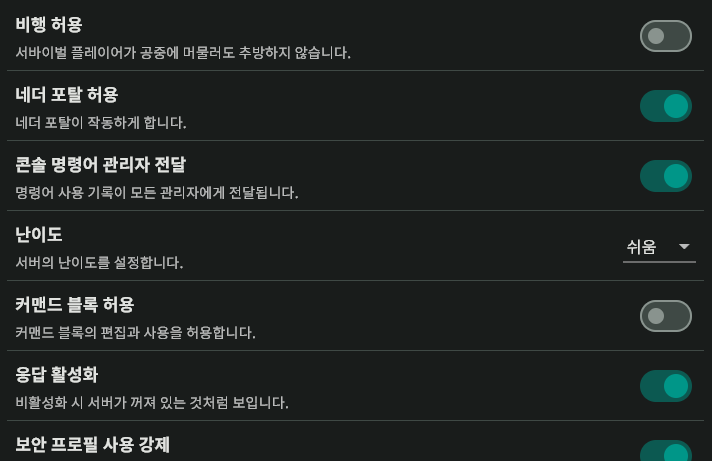 비행 허용
서바이벌 플레이어가 공중에 머물러도 추방하지 않습니다.
네더 포탈 허용
네더 포탈이 작동하게 합니다.
콘솔 명령어 관리자 전달
명령어 사용 기록이 모든 관리자에게 전달됩니다.
난이도
쉬움
서버의 난이도를 설정합니다.
커맨드 블록 허용
커맨드 블록의 편집과 사용을 허용합니다.
응답 활성화
비활성화 시 서버가 꺼져 있는 것처럼 보입니다.
보안 프로필 사용 강제